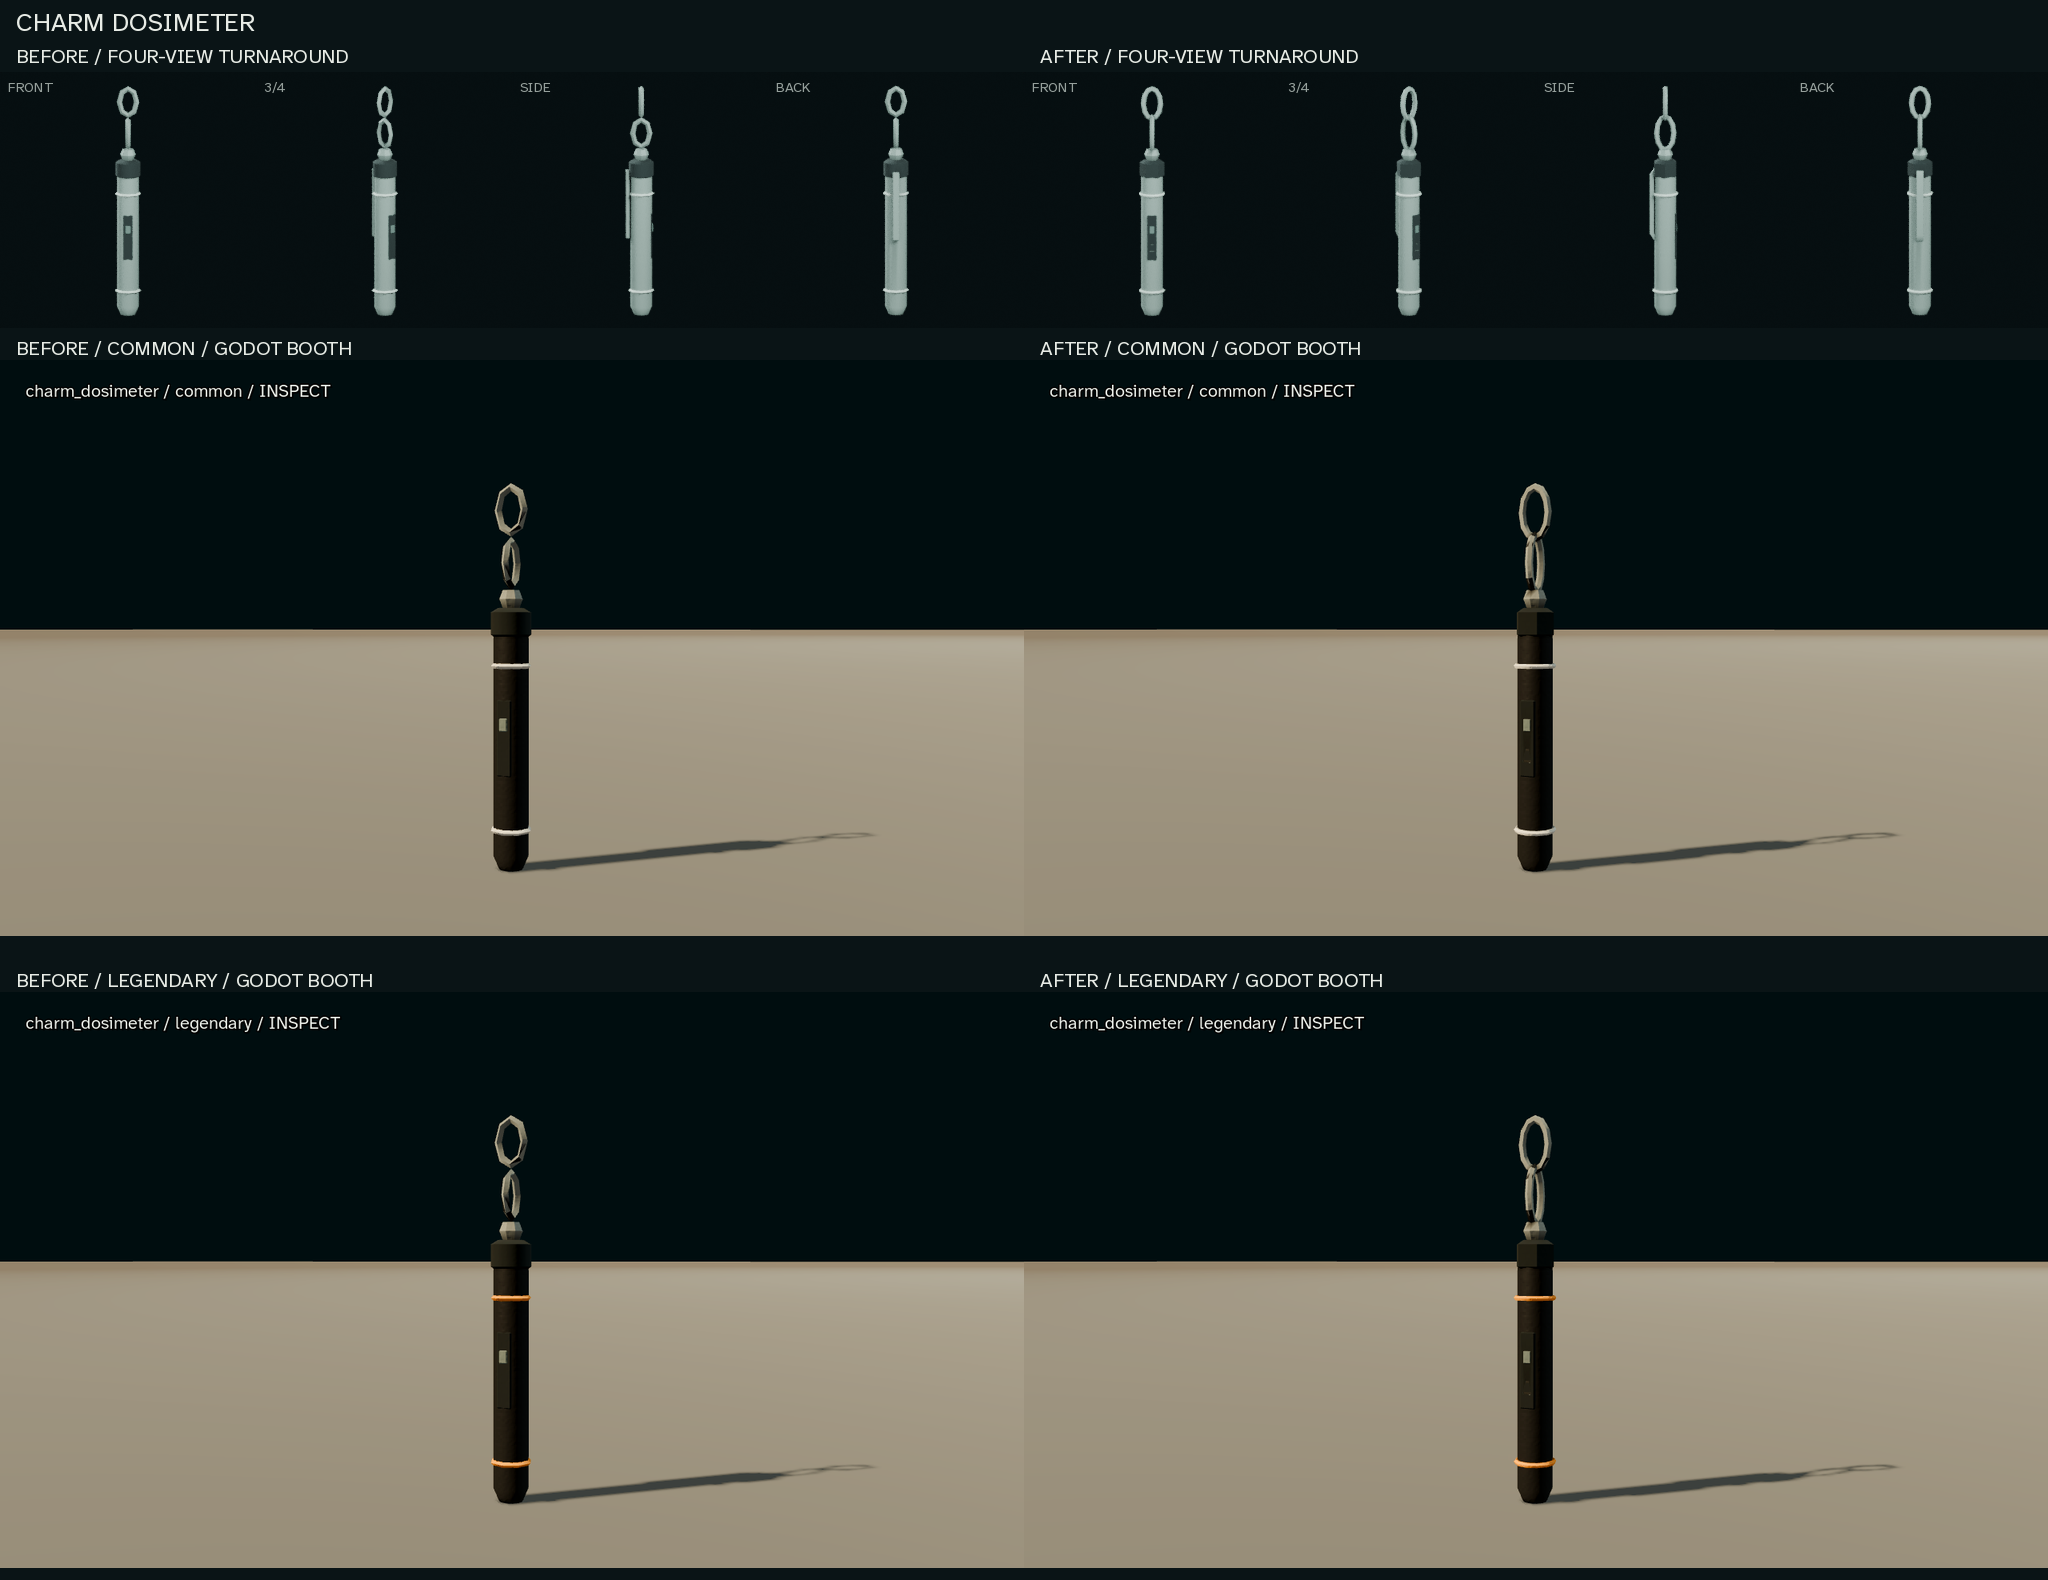 CHARM DOSIMETER
BEFORE / FOUR-VIEW TURNAROUND
AFTER / FOUR-VIEW TURNAROUND
FRONT
3/4
SIDE
BACK
FRONT
3/4
SIDE
BACK
BEFORE / COMMON / GODOT BOOTH
AFTER / COMMON / GODOT BOOTH
charm_dosimeter / common / INSPECT
charm_dosimeter / common / INSPECT
BEFORE / LEGENDARY / GODOT BOOTH
AFTER / LEGENDARY / GODOT BOOTH
charm_dosimeter / legendary / INSPECT
charm_dosimeter / legendary / INSPECT